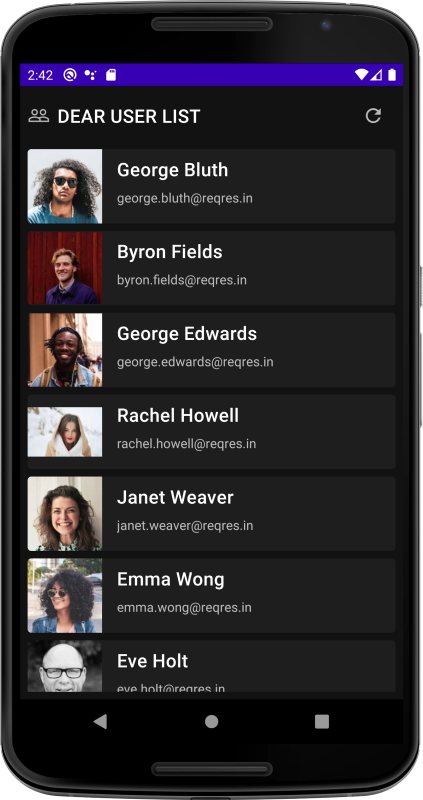 2:42
DEAR USER LIST
George Bluth
george.bluth@reqres.in
Byron Fields
byron.fields@reqres.in
George Edwards
george.edwards@reqres.in
Rachel Howell
rachel.howell@reqres.in
Janet Weaver
janet.weaver@reqres.in
Emma Wong
emma.wong@reqres.in
Eve Holt
eve.holt@reqres.in